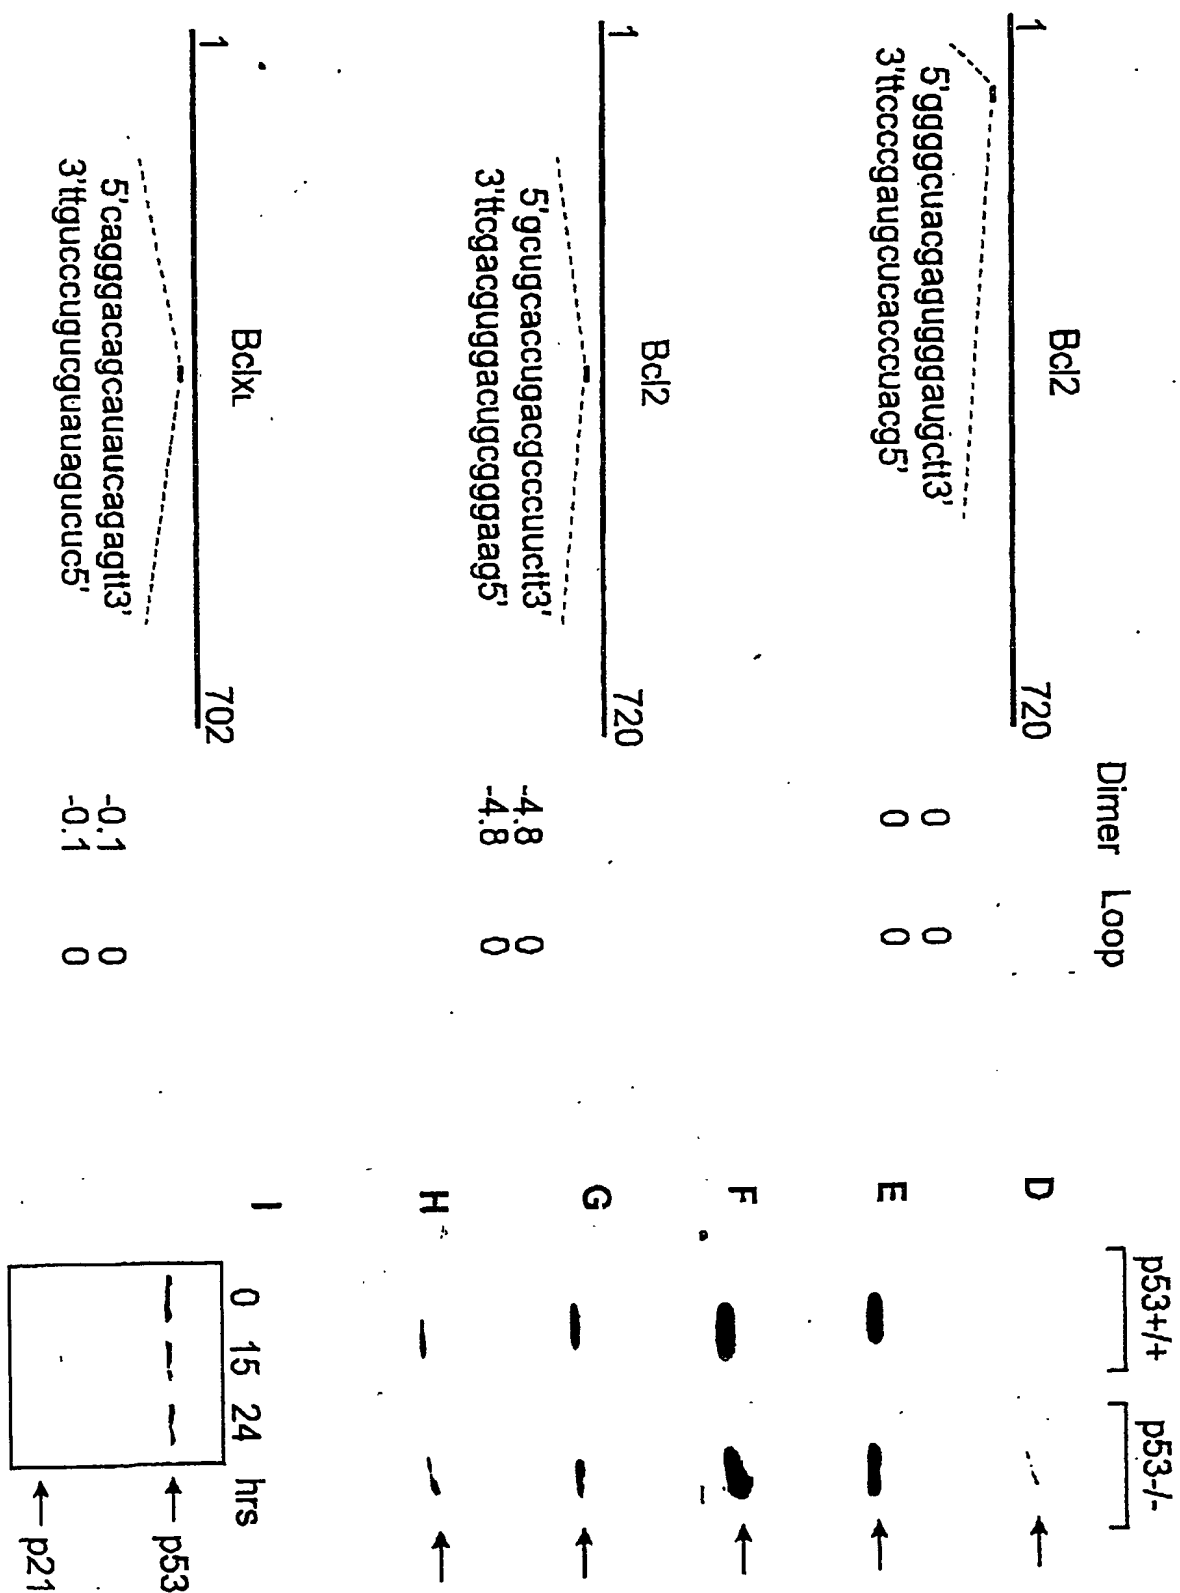 Dimer Loop
Bcl2
1 720
5'ggggcuacgagugggaugctt3' 0 0
3'ttccccgaugcucacccuacg5' 0 0
Bcl2
1 720
5'gcugcaccugacgcccuuctt3' -4.8 0
3'ttcgacguggacugcgggaag5' -4.8 0
BclxL
1 702
5'cagggacagcauaucagagtt3' -0.1 0
3'ttgucccugucguauagucuc5' -0.1 0
p53+/+ p53-/-
D
E
F
G
H
I
0 15 24 hrs
p53
p21